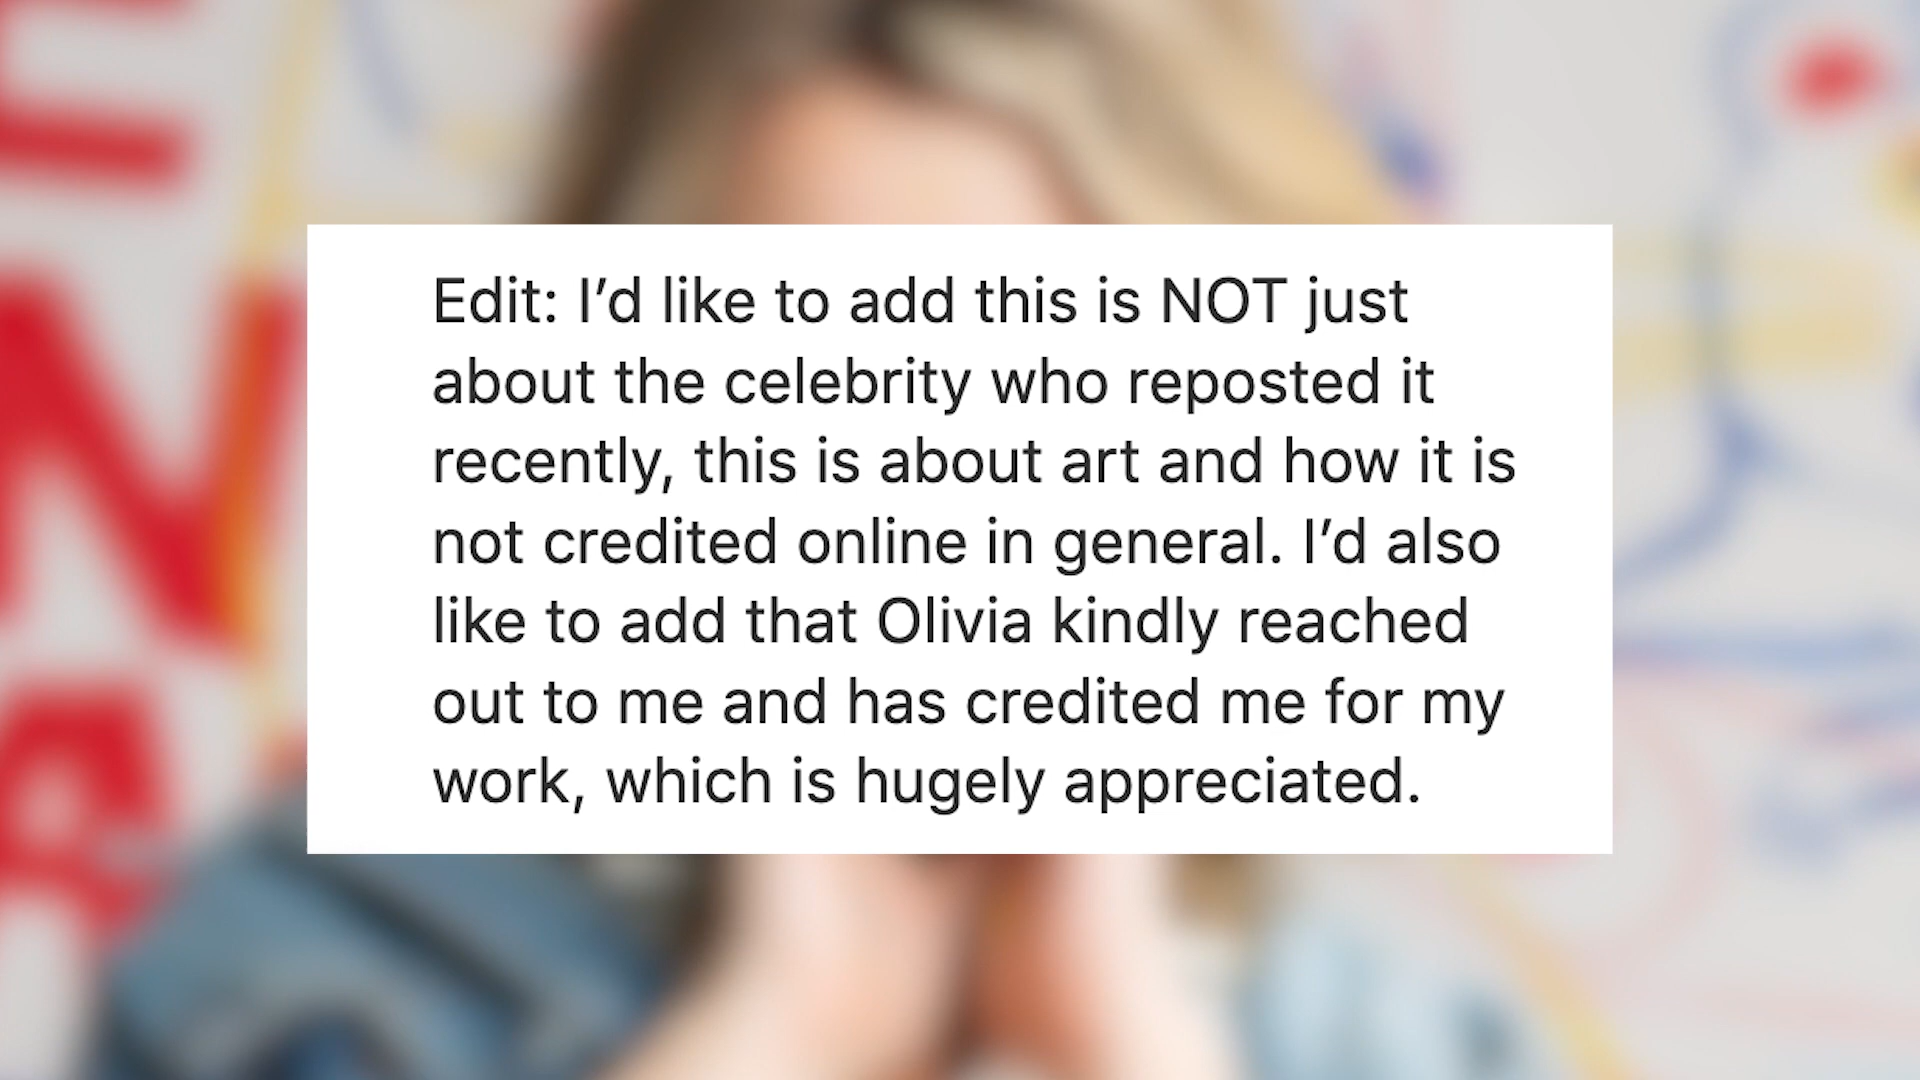 Edit: I’d like to add this is NOT just
about the celebrity who reposted it
recently, this is about art and how it is
not credited online in general. I’d also
like to add that Olivia kindly reached
out to me and has credited me for my
work, which is hugely appreciated.